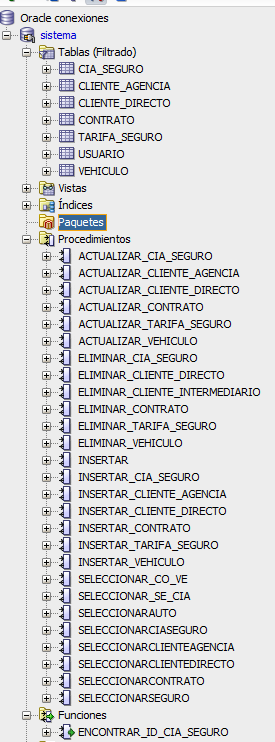 Oracle conexiones
sistema
Tablas (Filtrado)
CIA_SEGURO
CLIENTE_AGENCIA
CLIENTE_DIRECTO
CONTRATO
TARIFA_SEGURO
USUARIO
VEHICULO
Vistas
Índices
Paquetes
Procedimientos
ACTUALIZAR_CIA_SEGURO
ACTUALIZAR_CLIENTE_AGENCIA
ACTUALIZAR_CLIENTE_DIRECTO
ACTUALIZAR_CONTRATO
ACTUALIZAR_TARIFA_SEGURO
ACTUALIZAR_VEHICULO
ELIMINAR_CIA_SEGURO
ELIMINAR_CLIENTE_DIRECTO
ELIMINAR_CLIENTE_INTERMEDIARIO
ELIMINAR_CONTRATO
ELIMINAR_TARIFA_SEGURO
ELIMINAR_VEHICULO
INSERTAR
INSERTAR_CIA_SEGURO
INSERTAR_CLIENTE_AGENCIA
INSERTAR_CLIENTE_DIRECTO
INSERTAR_CONTRATO
INSERTAR_TARIFA_SEGURO
INSERTAR_VEHICULO
SELECCIONAR_CO_VE
SELECCIONAR_SE_CIA
SELECCIONARAUTO
SELECCIONARCIASEGURO
SELECCIONARCLIENTEAGENCIA
SELECCIONARCLIENTEDIRECTO
SELECCIONARCONTRATO
SELECCIONARSEGURO
Funciones
ENCONTRAR_ID_CIA_SEGURO